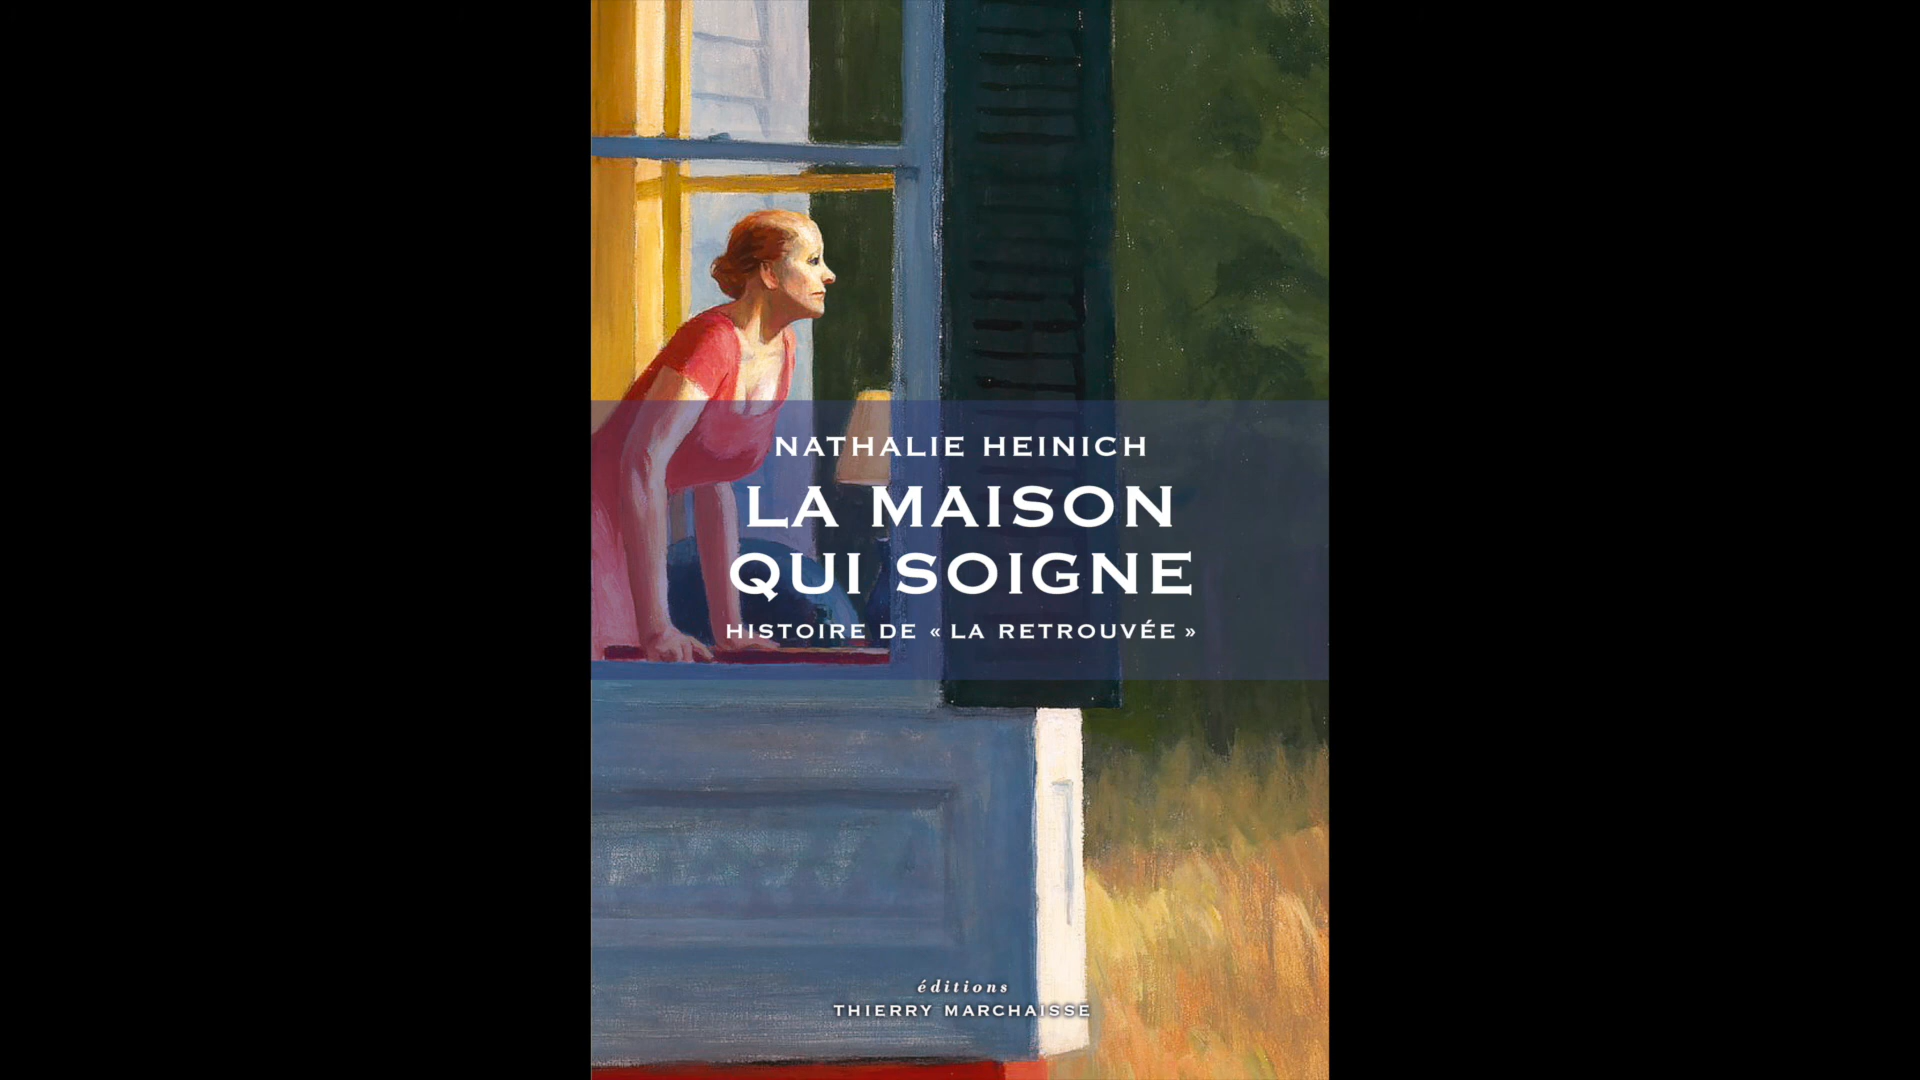 NATHALIE HEINICH
LA MAISON
QUI SOIGNE
HISTOIRE DE « LA RETROUVÉE »
éditions
THIERRY MARCHAISSE